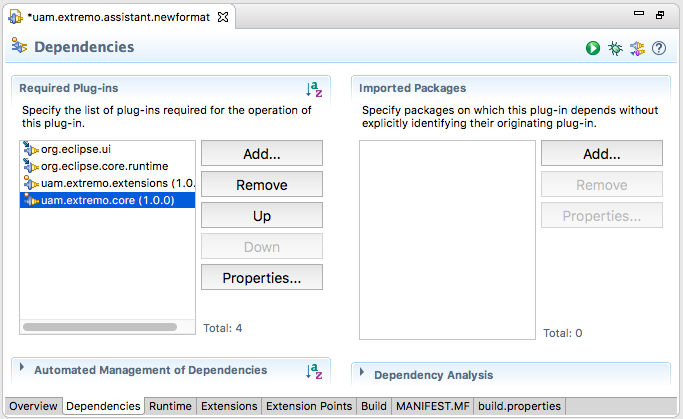 *uam.extremo.assistant.newformat
Dependencies
Required Plug-ins
Specify the list of plug-ins required for the operation of
this plug-in.
org.eclipse.ui
org.eclipse.core.runtime
uam.extremo.extensions (1.0.
uam.extremo.core (1.0.0)
Add...
Remove
Up
Down
Properties...
Total: 4
Imported Packages
Specify packages on which this plug-in depends without
explicitly identifying their originating plug-in.
Add...
Remove
Properties...
Total: 0
Automated Management of Dependencies
Dependency Analysis
Overview Dependencies Runtime Extensions Extension Points Build MANIFEST.MF build.properties